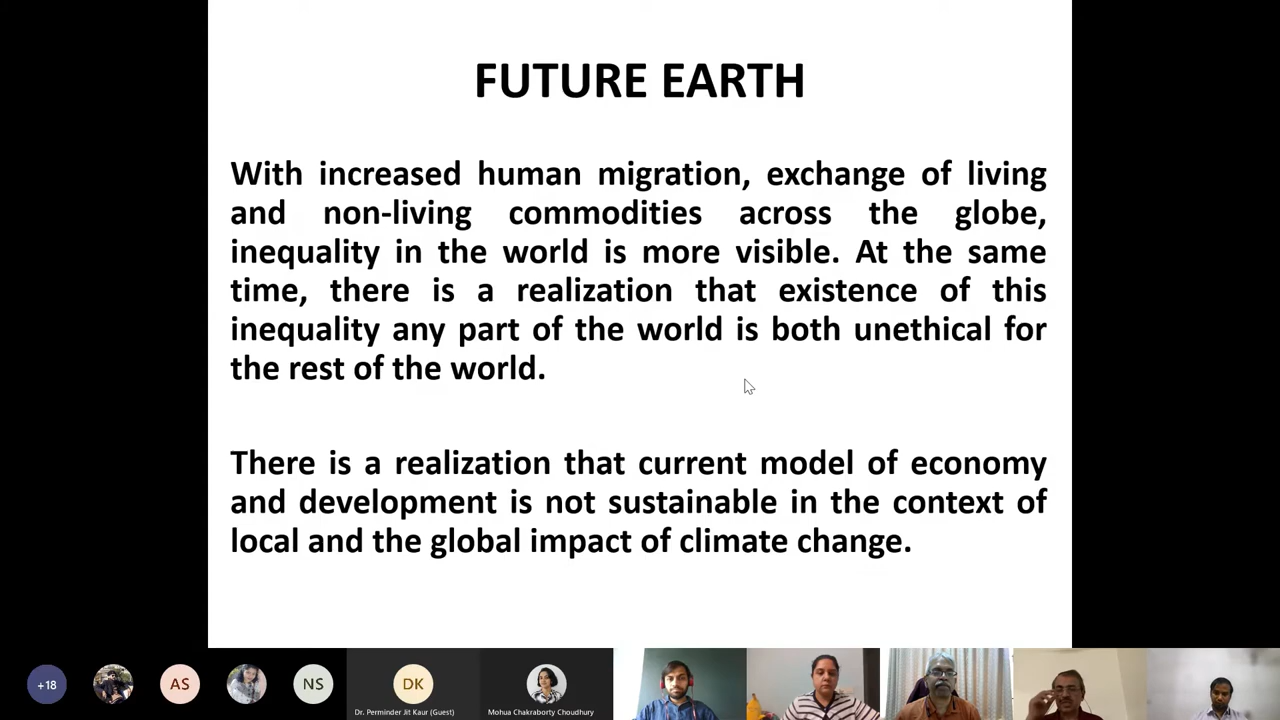 FUTURE EARTH
With increased human migration, exchange of living
and non-living commodities across the globe,
inequality in the world is more visible. At the same
time, there is a realization that existence of this
inequality any part of the world is both unethical for
the rest of the world.
There is a realization that current model of economy
and development is not sustainable in the context of
local and the global impact of climate change.
+18
AS
NS
DK
Dr. Perminder Jit Kaur (Guest)
Mohua Chakraborty Choudhury